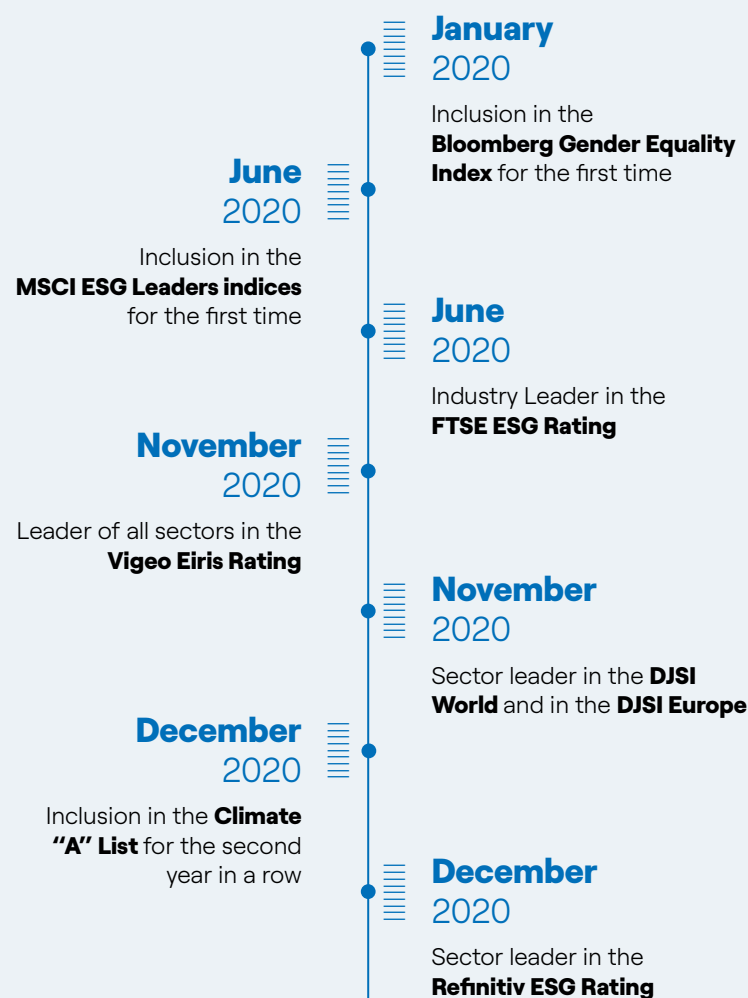 January
2020
Inclusion in the
Bloomberg Gender Equality
Index for the first time
June
2020
Inclusion in the
MSCI ESG Leaders indices
for the first time
June
2020
Industry Leader in the
FTSE ESG Rating
November
2020
Leader of all sectors in the
Vigeo Eiris Rating
November
2020
Sector leader in the DJSI
World and in the DJSI Europe
December
2020
Inclusion in the Climate
“A” List for the second
year in a row
December
2020
Sector leader in the
Refinitiv ESG Rating